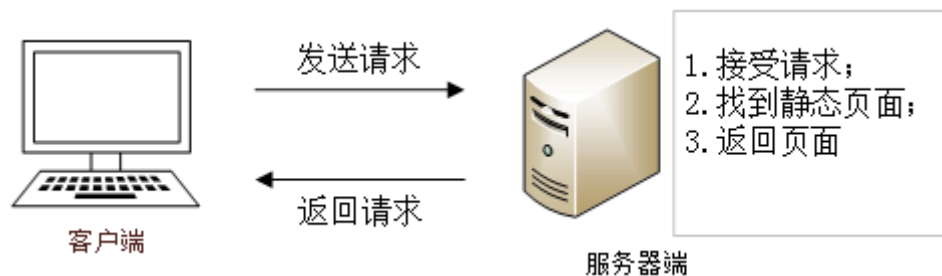 发送请求
返回请求
客户端
1.接受请求;
2.找到静态页面;
3.返回页面
服务器端